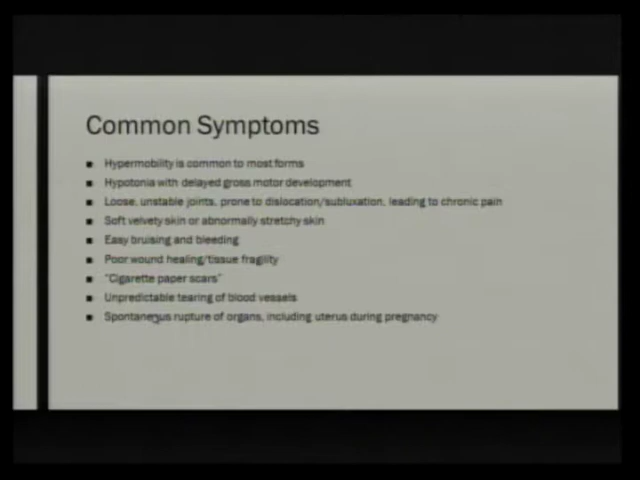 Common Symptoms
Hypermobility is common to most forms
Hypotonia with delayed gross motor development
Loose, unstable joints, prone to dislocation/subluxation, leading to chronic pain
Soft velvety skin or abnormally stretchy skin
Easy bruising and bleeding
Poor wound healing/tissue fragility
"Cigarette paper scars"
Unpredictable tearing of blood vessels
Spontaneous rupture of organs, including uterus during pregnancy